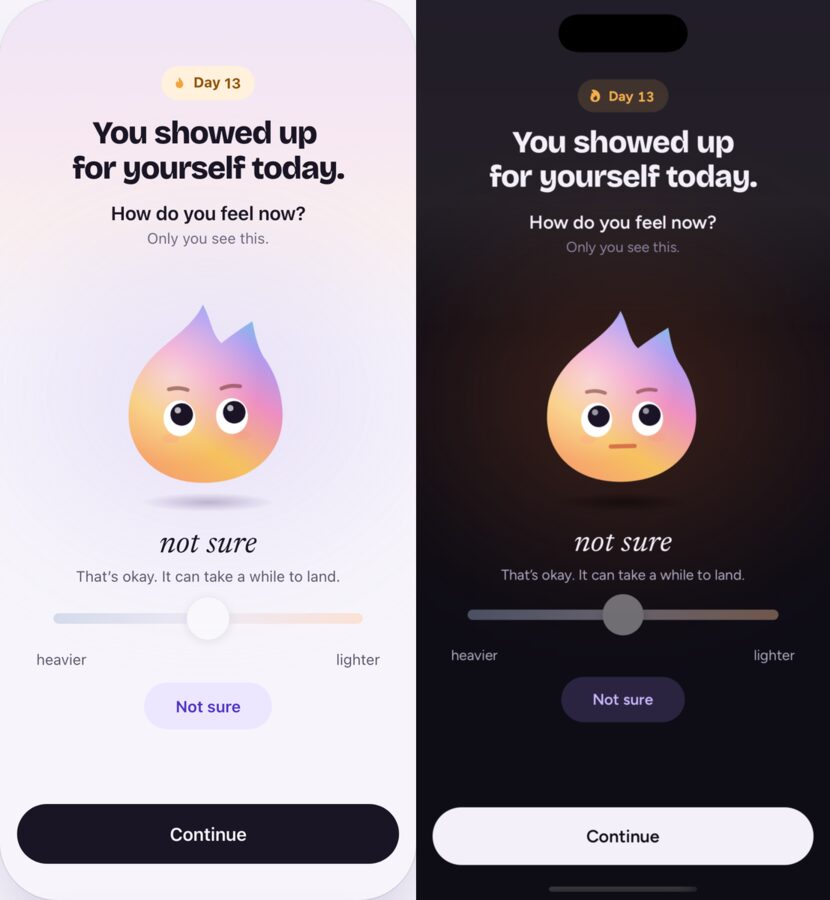 Day 13
You showed up
for yourself today.
How do you feel now?
Only you see this.
not sure
That's okay. It can take a while to land.
heavier
lighter
Not sure
Continue
Day 13
You showed up
for yourself today.
How do you feel now?
Only you see this.
not sure
That's okay. It can take a while to land.
heavier
lighter
Not sure
Continue